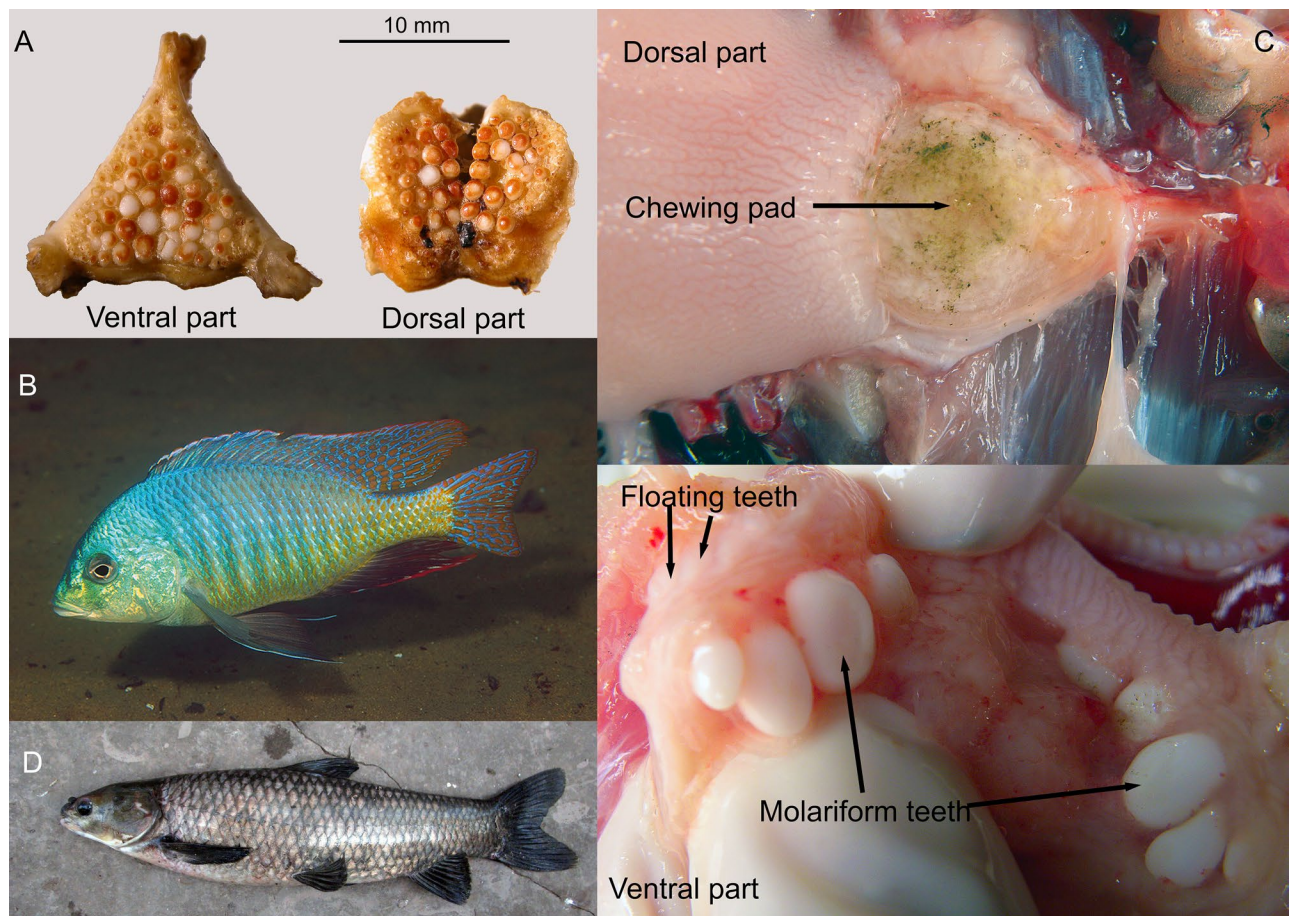 A
10 mm
Ventral part
Dorsal part
B
D
C
Dorsal part
Chewing pad
Floating teeth
Molariform teeth
Ventral part